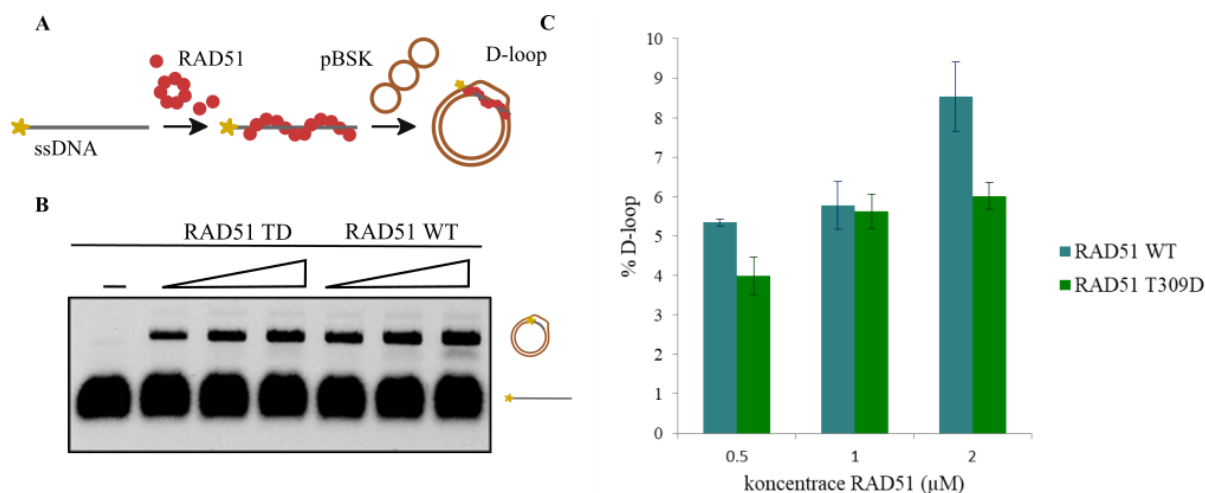 A
RAD51
pBSK
D-loop
ssDNA
B
RAD51 TD
RAD51 WT
–
C
% D-loop
10
9
8
7
6
5
4
3
2
1
0
0.5
1
2
koncentrace RAD51 (µM)
RAD51 WT
RAD51 T309D